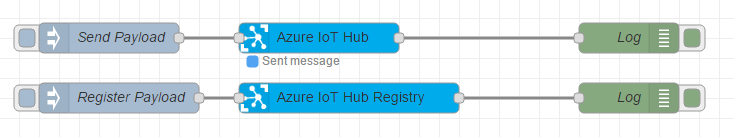 Send Payload Azure IoT Hub Log
Sent message
Register Payload Azure IoT Hub Registry Log